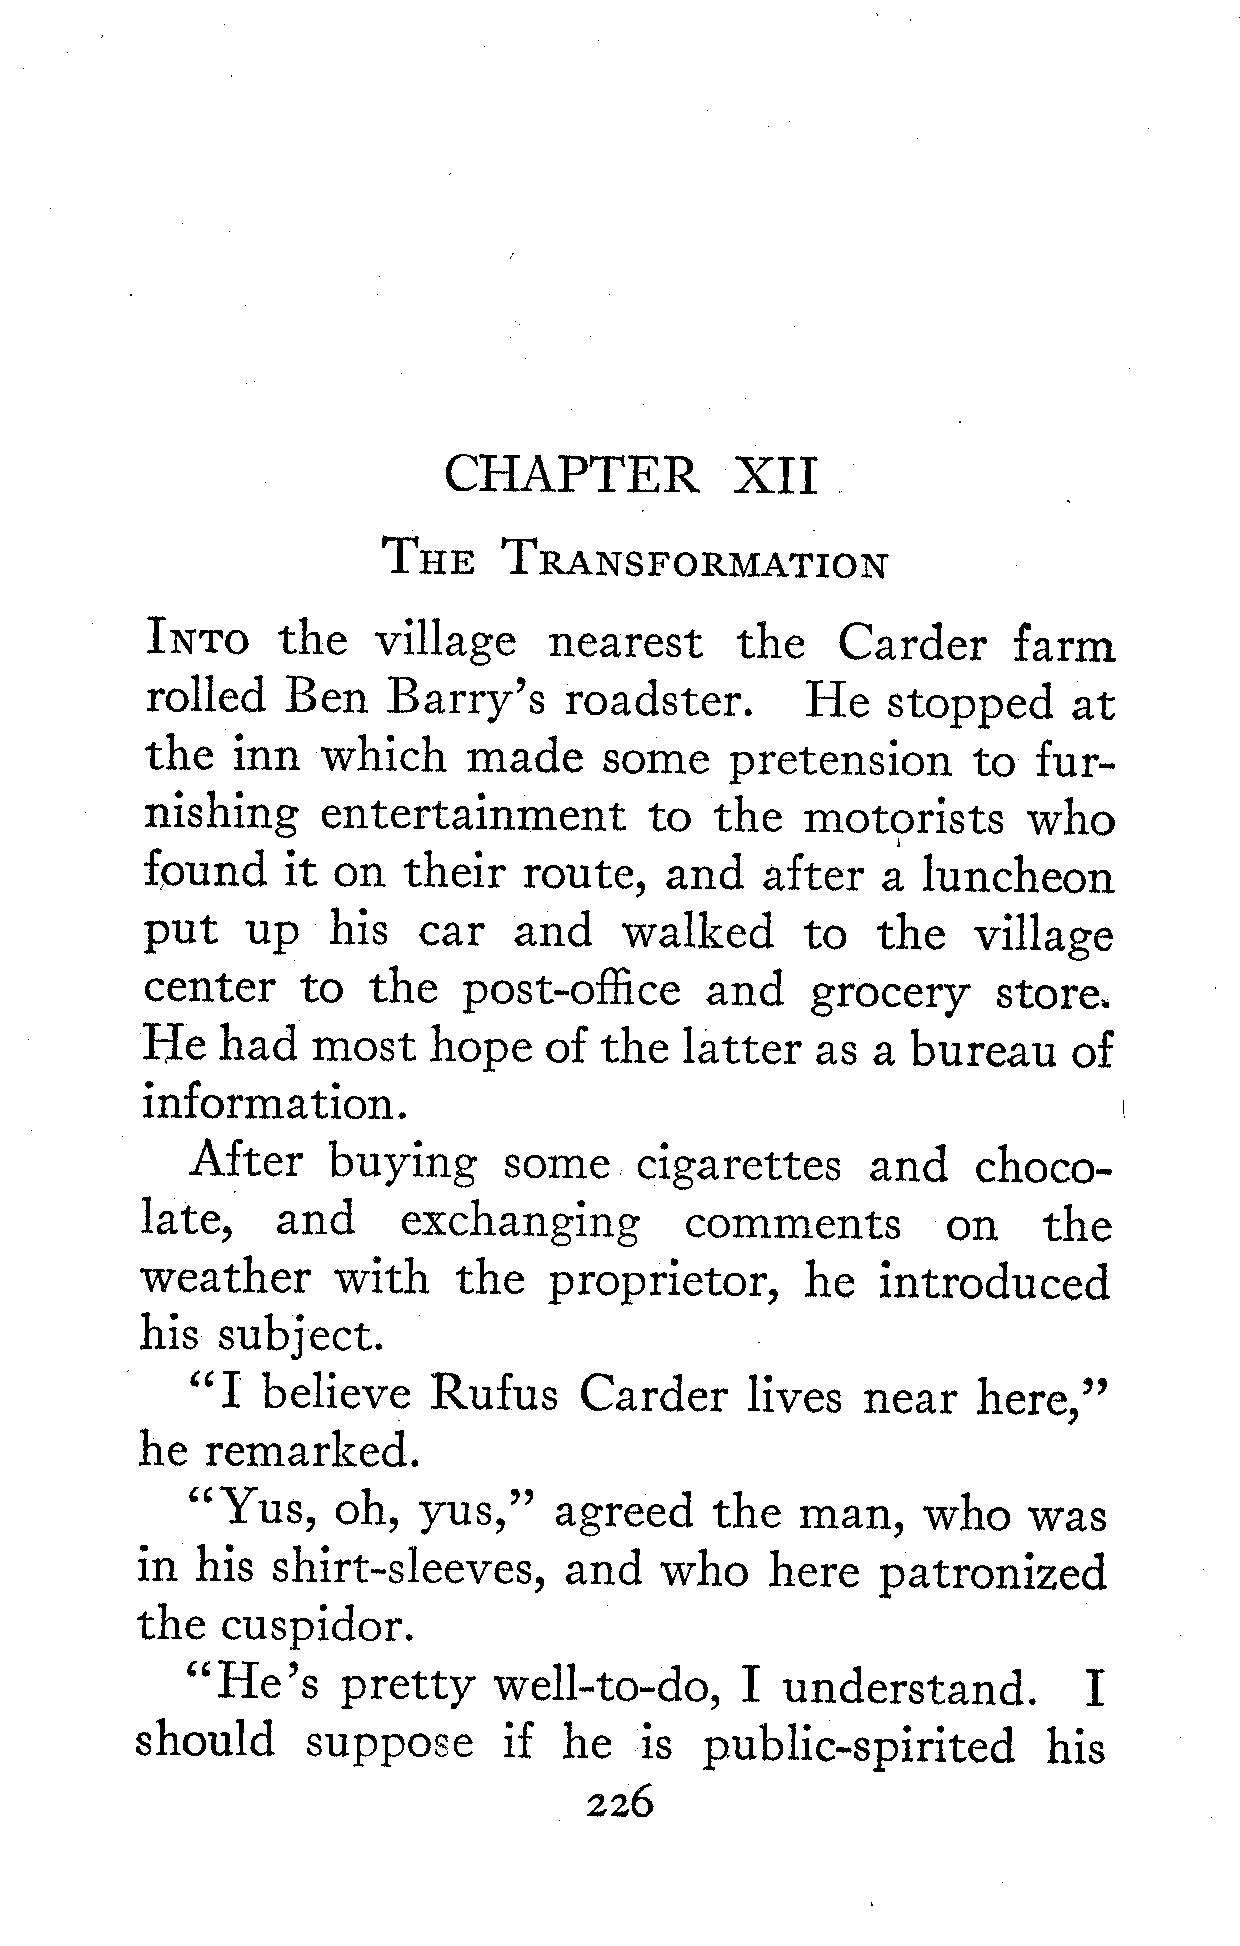 CHAPTER XII
THE TRANSFORMATION
INTO the village nearest the Carder farm
rolled Ben Barry's roadster. He stopped at
the inn which made some pretension to fur-
nishing entertainment to the motorists who
found it on their route, and after a luncheon
put up his car and walked to the village
center to the post-office and grocery store.
He had most hope of the latter as a bureau of
information.
After buying some cigarettes and choco-
late, and exchanging comments on the
weather with the proprietor, he introduced
his subject.
“I believe Rufus Carder lives near here,”
he remarked.
“Yus, oh, yus,” agreed the man, who was
in his shirt-sleeves, and who here patronized
the cuspidor.
“He's pretty well-to-do, I understand. I
should suppose if he is public-spirited his
226